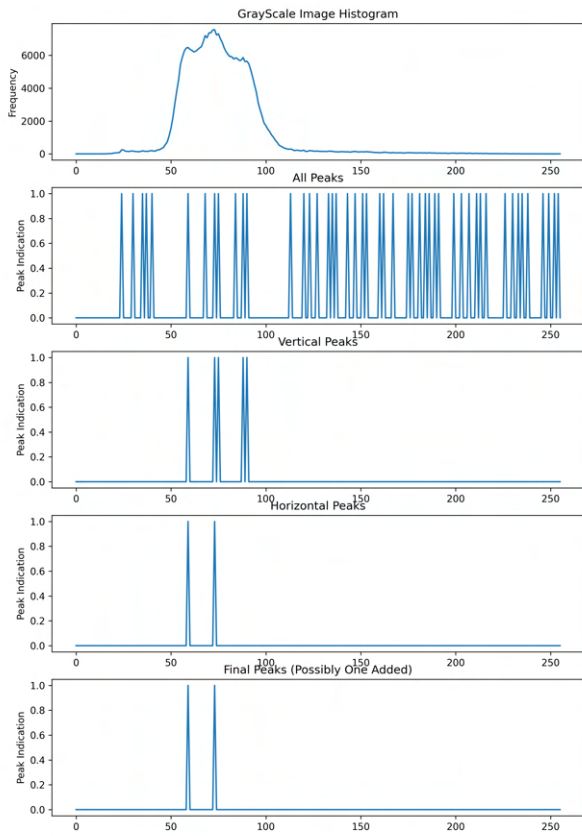 GrayScale Image Histogram
Frequency
6000
4000
2000
0
0 50 100 150 200 250
All Peaks
Peak Indication
1.0
0.8
0.6
0.4
0.2
0.0
0 50 100 150 200 250
Vertical Peaks
Peak Indication
1.0
0.8
0.6
0.4
0.2
0.0
0 50 100 150 200 250
Horizontal Peaks
Peak Indication
1.0
0.8
0.6
0.4
0.2
0.0
0 50 100 150 200 250
Final Peaks (Possibly One Added)
Peak Indication
1.0
0.8
0.6
0.4
0.2
0.0
0 50 100 150 200 250